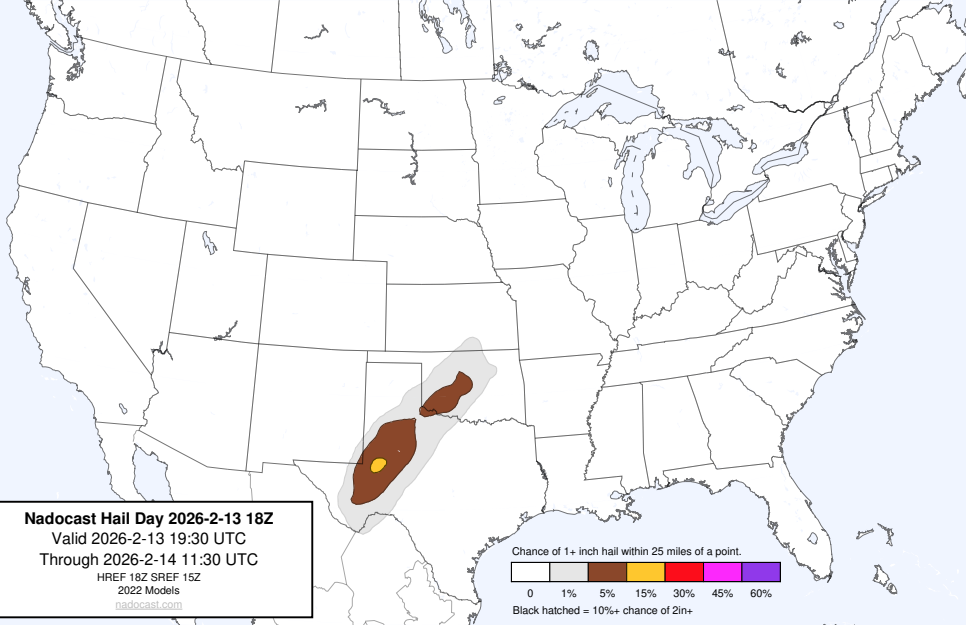 Nadocast Hail Day 2026-2-13 18Z
Valid 2026-2-13 19:30 UTC
Through 2026-2-14 11:30 UTC
HREF 18Z SREF 15Z
2022 Models
nadocast.com
Chance of 1+ inch hail within 25 miles of a point.
0 1% 5% 15% 30% 45% 60%
Black hatched = 10%+ chance of 2in+